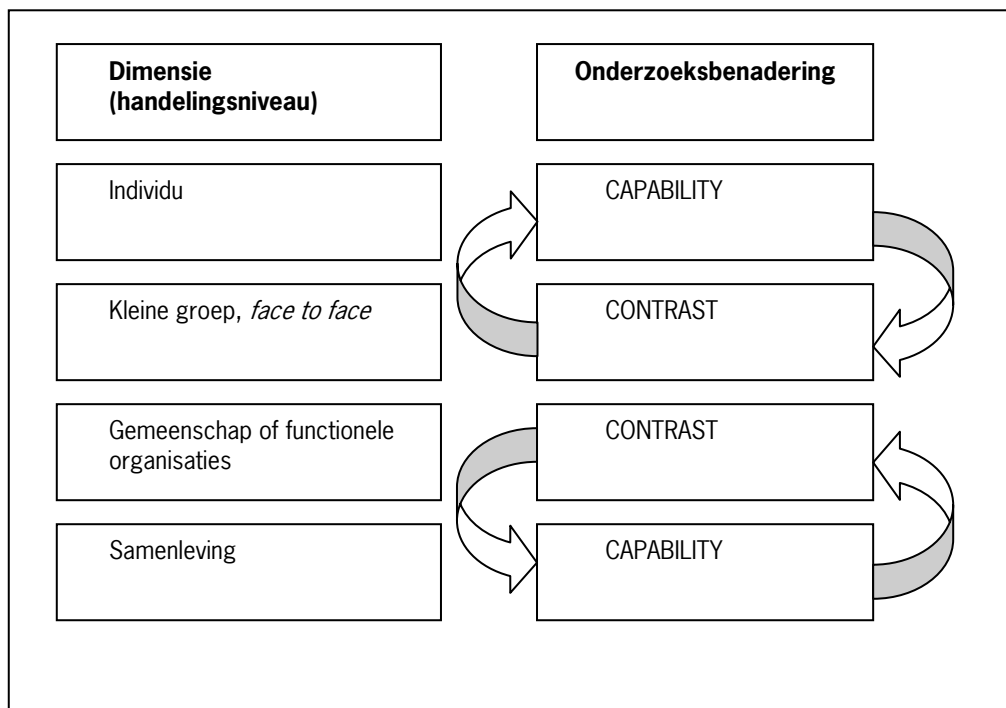 Dimensie
(handelingsniveau)
Onderzoeksbenadering
Individu
CAPABILITY
Kleine groep, face to face
CONTRAST
Gemeenschap of functionele
organisaties
CONTRAST
Samenleving
CAPABILITY